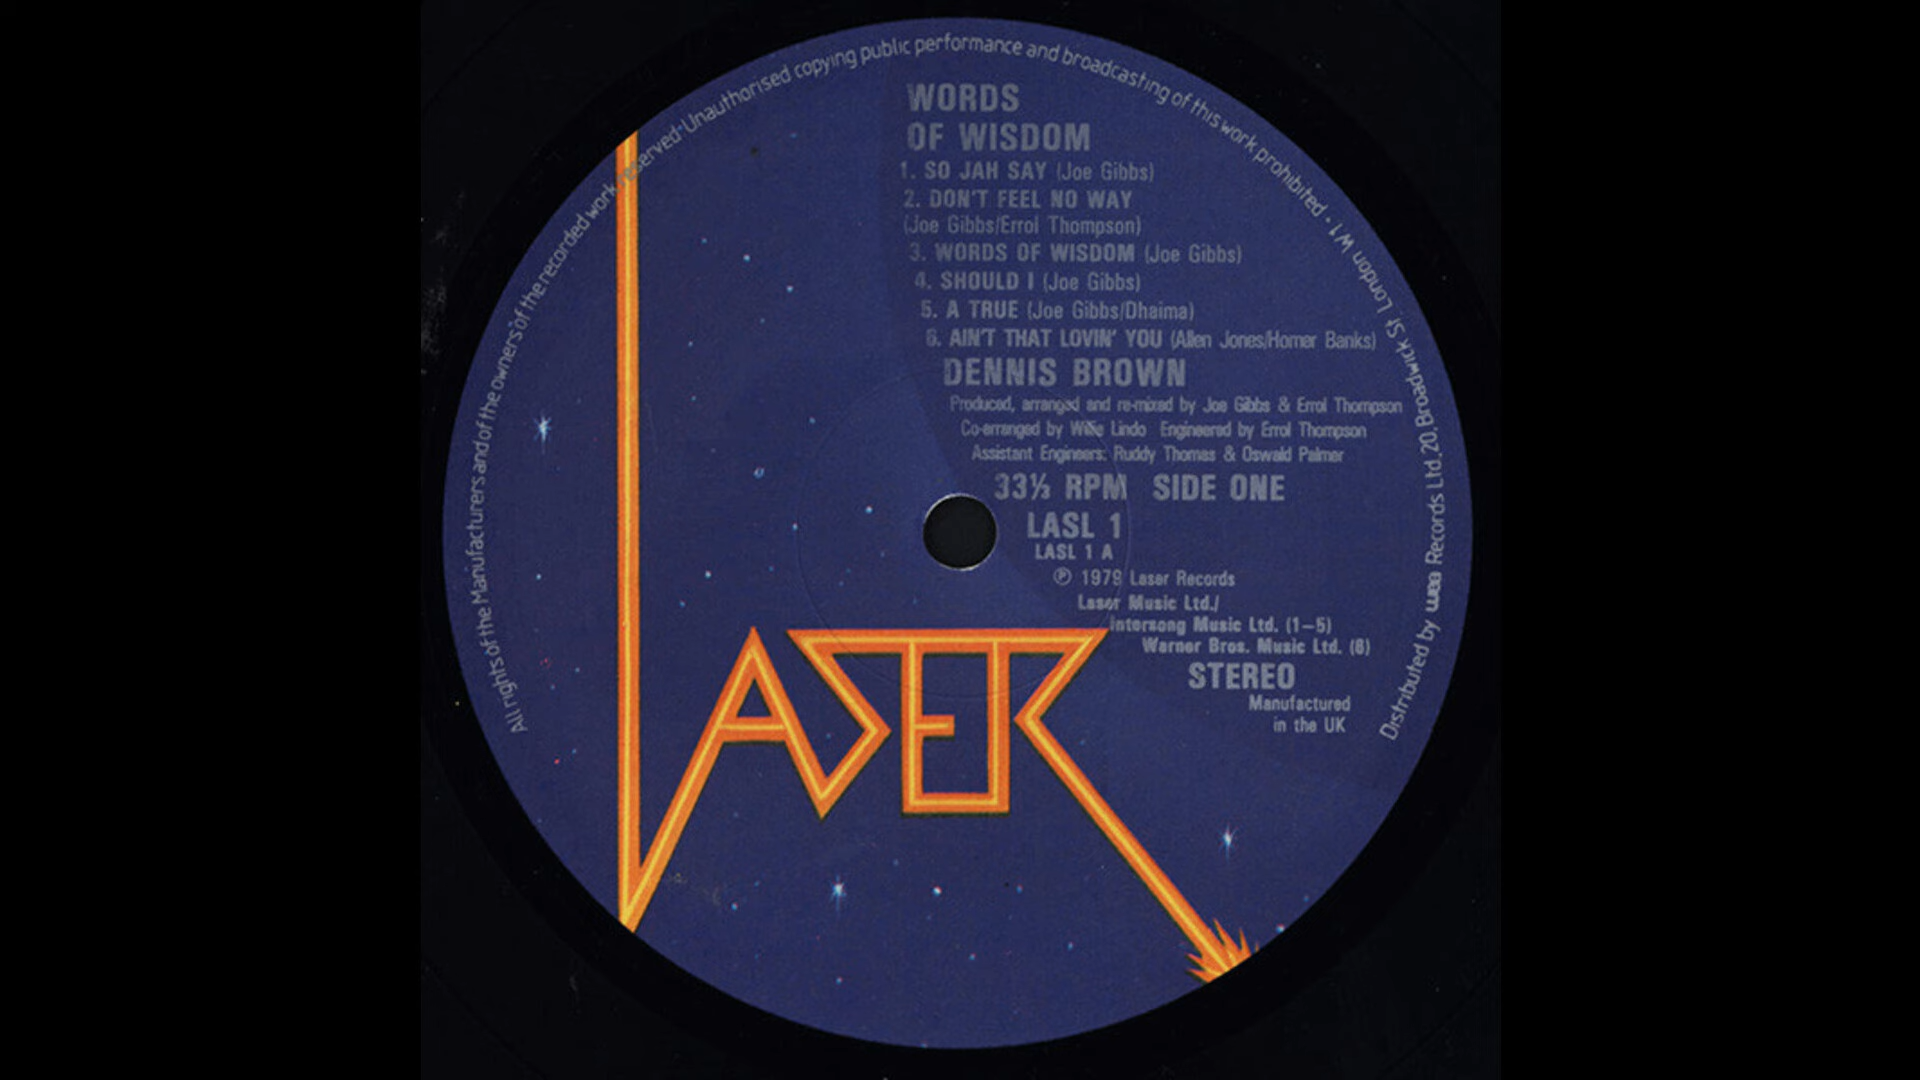 All rights of the Manufacturers and of the owners of the recorded work reserved·Unauthorised copying public performance and broadcasting of this work prohibited · W1
WORDS
OF WISDOM
1. SO JAH SAY (Joe Gibbs)
2. DON'T FEEL NO WAY
(Joe Gibbs/Errol Thompson)
3. WORDS OF WISDOM (Joe Gibbs)
4. SHOULD I (Joe Gibbs)
5. A TRUE (Joe Gibbs/Dhaima)
6. AIN'T THAT LOVIN' YOU (Allen Jones/Homer Banks)
DENNIS BROWN
Produced, arranged and re-mixed by Joe Gibbs & Errol Thompson
Co-arranged by Willie Lindo Engineered by Errol Thompson
Assistant Engineers: Ruddy Thomas & Oswald Palmer
33⅓ RPM SIDE ONE
LASL 1
LASL 1 A
℗ 1979 Laser Records
Laser Music Ltd./
Intersong Music Ltd. (1–5)
Warner Bros. Music Ltd. (6)
STEREO
Manufactured
in the UK
Distributed by wea Records Ltd. 20, Broadwick St London W1
LASER